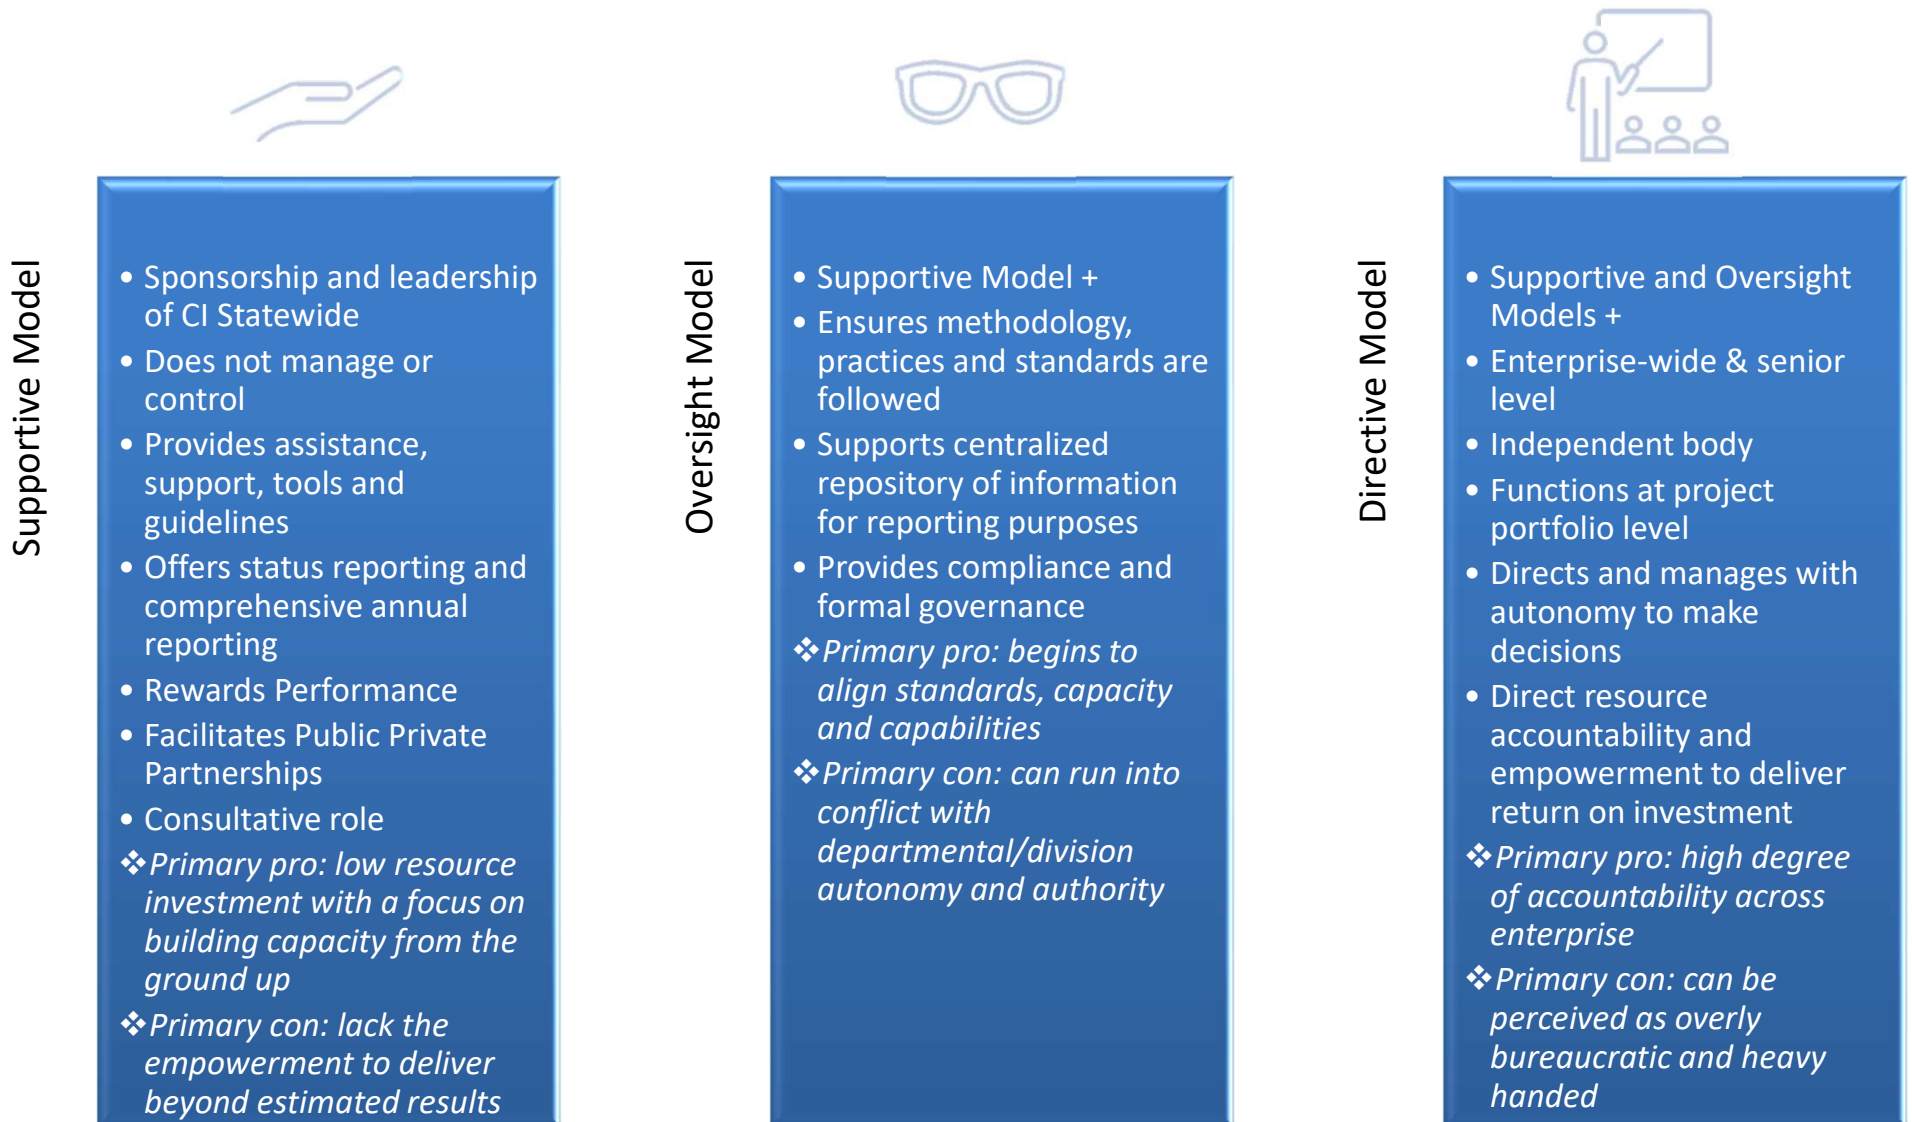 Supportive Model
• Sponsorship and leadership
of CI Statewide
• Does not manage or
control
• Provides assistance,
support, tools and
guidelines
• Offers status reporting and
comprehensive annual
reporting
• Rewards Performance
• Facilitates Public Private
Partnerships
• Consultative role
❖Primary pro: low resource
investment with a focus on
building capacity from the
ground up
❖Primary con: lack the
empowerment to deliver
beyond estimated results
Oversight Model
• Supportive Model +
• Ensures methodology,
practices and standards are
followed
• Supports centralized
repository of information
for reporting purposes
• Provides compliance and
formal governance
❖Primary pro: begins to
align standards, capacity
and capabilities
❖Primary con: can run into
conflict with
departmental/division
autonomy and authority
Directive Model
• Supportive and Oversight
Models +
• Enterprise-wide & senior
level
• Independent body
• Functions at project
portfolio level
• Directs and manages with
autonomy to make
decisions
• Direct resource
accountability and
empowerment to deliver
return on investment
❖Primary pro: high degree
of accountability across
enterprise
❖Primary con: can be
perceived as overly
bureaucratic and heavy
handed